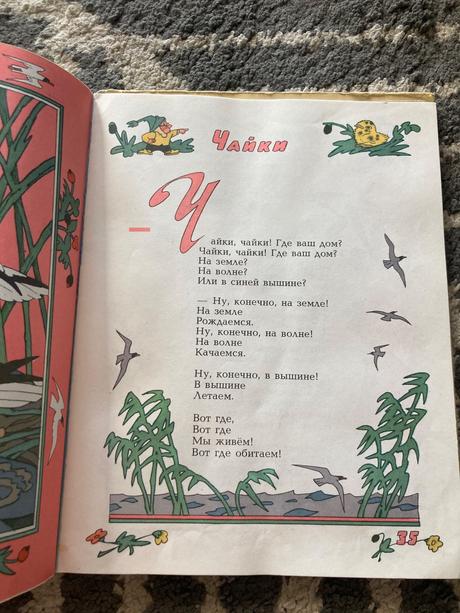 Чайки
— Чайки, чайки! Где ваш дом?
Чайки, чайки! Где ваш дом?
На земле?
На волне?
Или в синей вышине?
— Ну, конечно, на земле!
На земле
Рождаемся.
Ну, конечно, на волне!
На волне
Качаемся.
Ну, конечно, в вышине!
В вышине
Летаем.
Вот где,
Вот где
Мы живём!
Вот где обитаем!
35